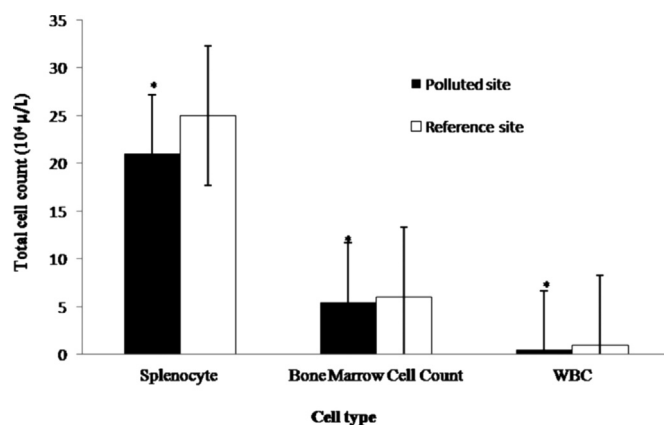 Total cell count (10⁴ µ/L)
35
30
25
20
15
10
5
0
*
*
*
Polluted site
Reference site
Splenocyte
Bone Marrow Cell Count
WBC
Cell type